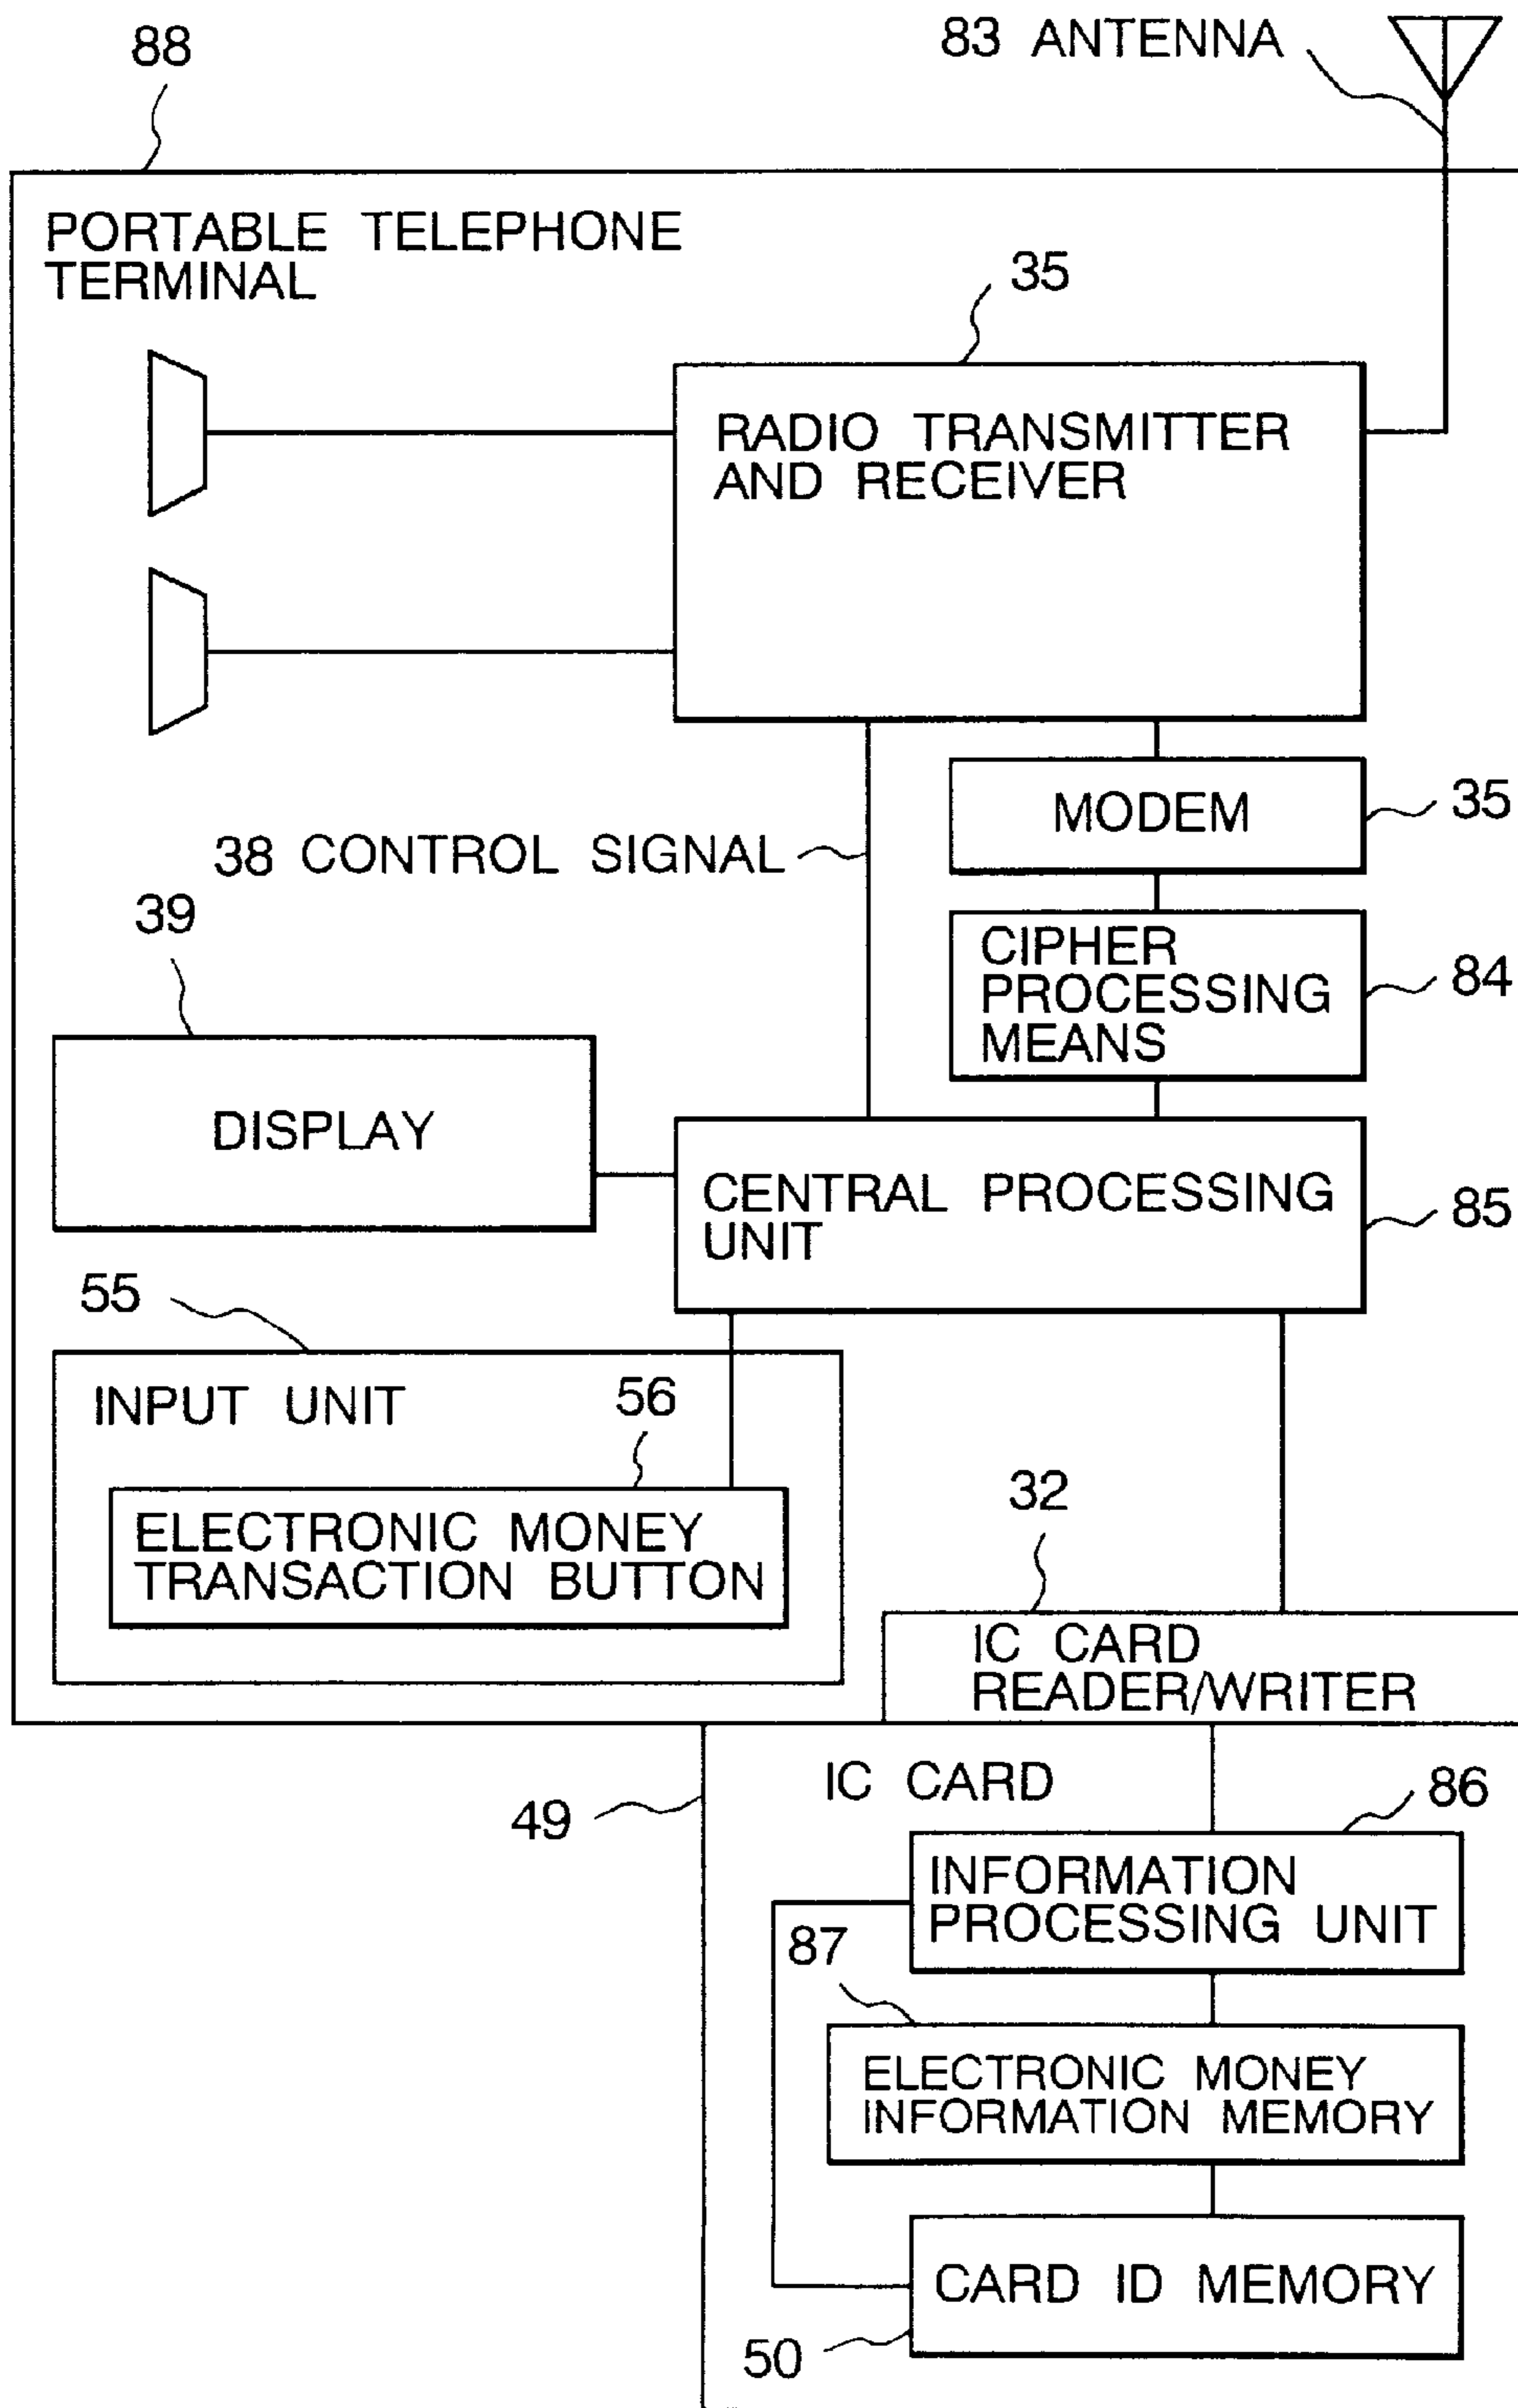 83 ANTENNA
88
PORTABLE TELEPHONE
TERMINAL
35
RADIO TRANSMITTER
AND RECEIVER
MODEM
35
38 CONTROL SIGNAL
39
CIPHER
PROCESSING
MEANS
84
DISPLAY
CENTRAL PROCESSING
UNIT
85
55
INPUT UNIT
56
ELECTRONIC MONEY
TRANSACTION BUTTON
32
IC CARD
READER/WRITER
IC CARD
49
86
INFORMATION
PROCESSING UNIT
87
ELECTRONIC MONEY
INFORMATION MEMORY
CARD ID MEMORY
50